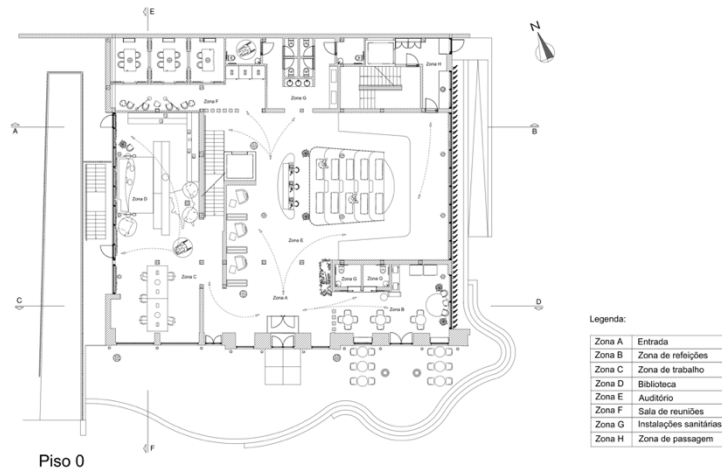 E
N
Zona H
Zona F
Zona G
A
B
Zona D
Zona E
Zona C
Zona G
Zona G
Zona A
Zona B
C
D
F
Piso 0
Legenda:
Zona A Entrada
Zona B Zona de refeições
Zona C Zona de trabalho
Zona D Biblioteca
Zona E Auditório
Zona F Sala de reuniões
Zona G Instalações sanitárias
Zona H Zona de passagem